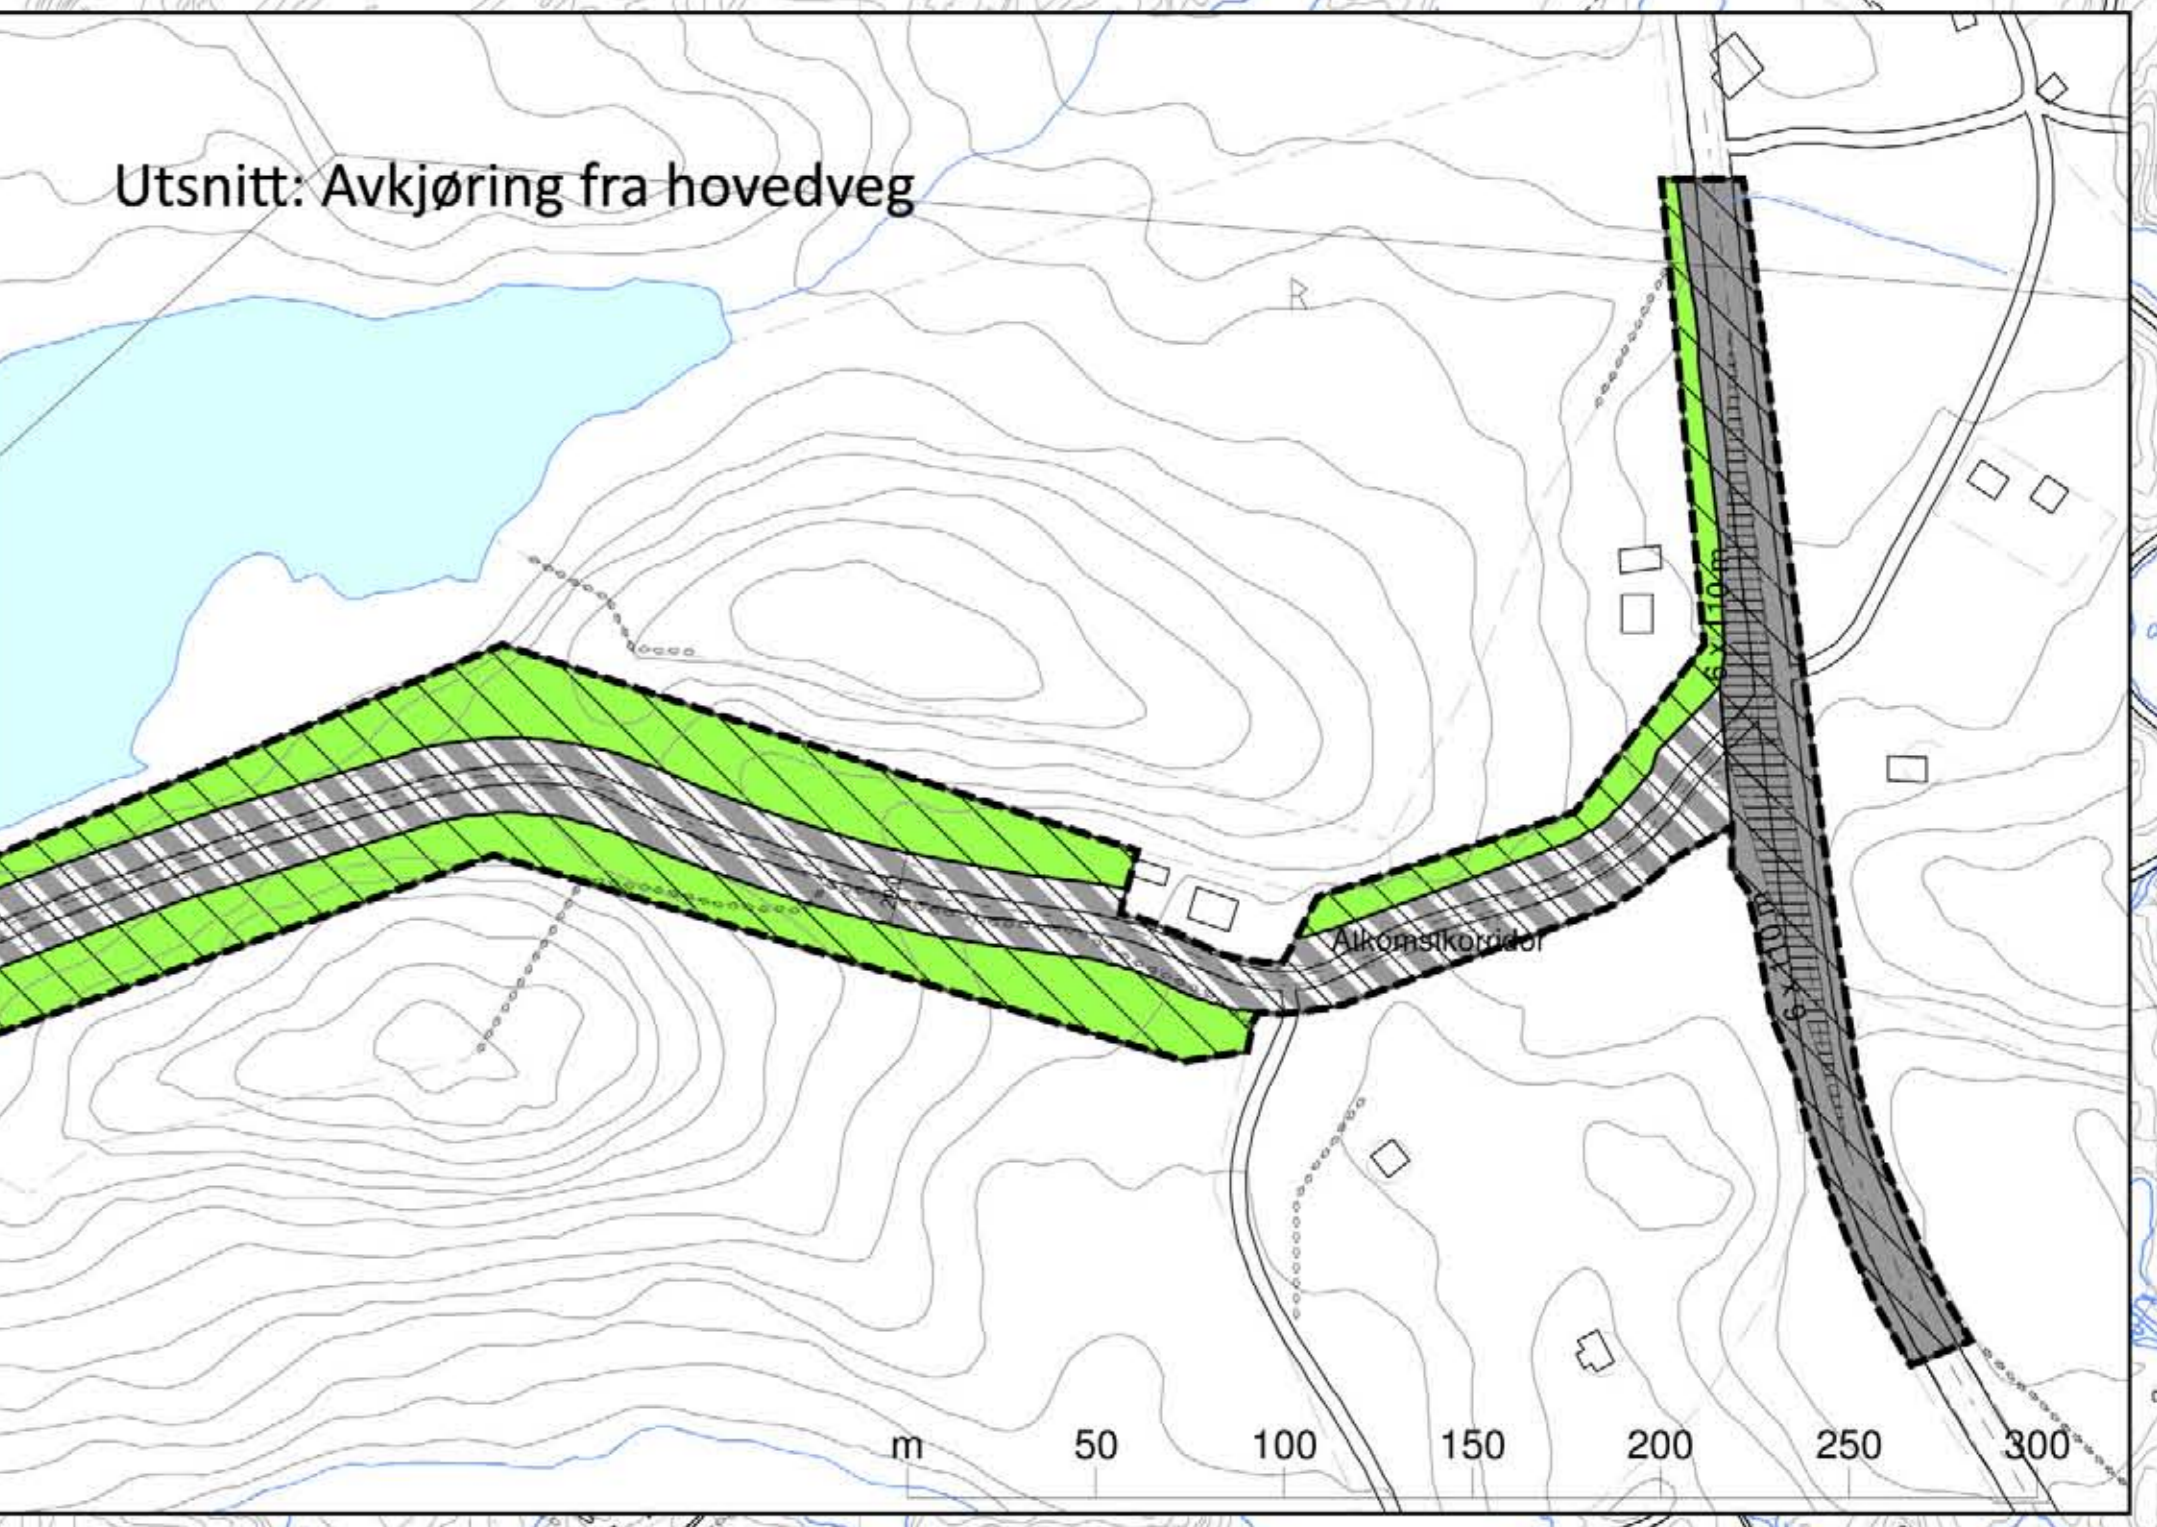 Utsnitt: Avkjøring fra hovedveg
R
6 x 110 m
Atkomstkorridor
6 x 110 m
m 50 100 150 200 250 300